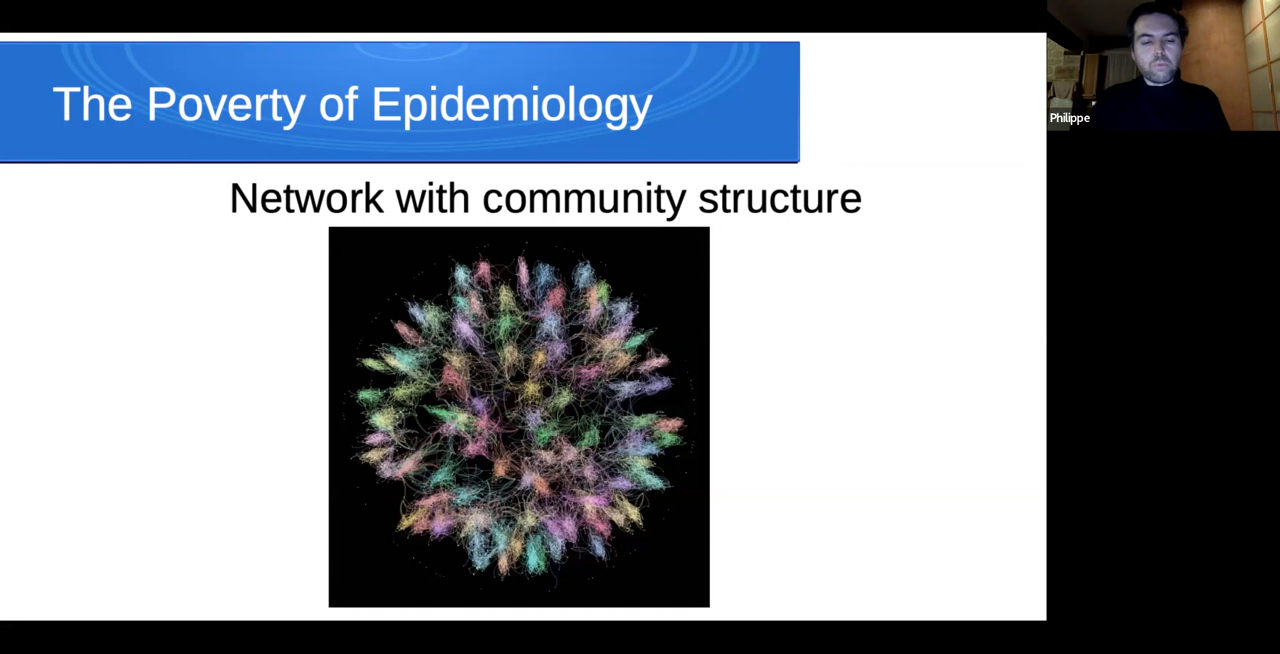 The Poverty of Epidemiology
Network with community structure
Philippe